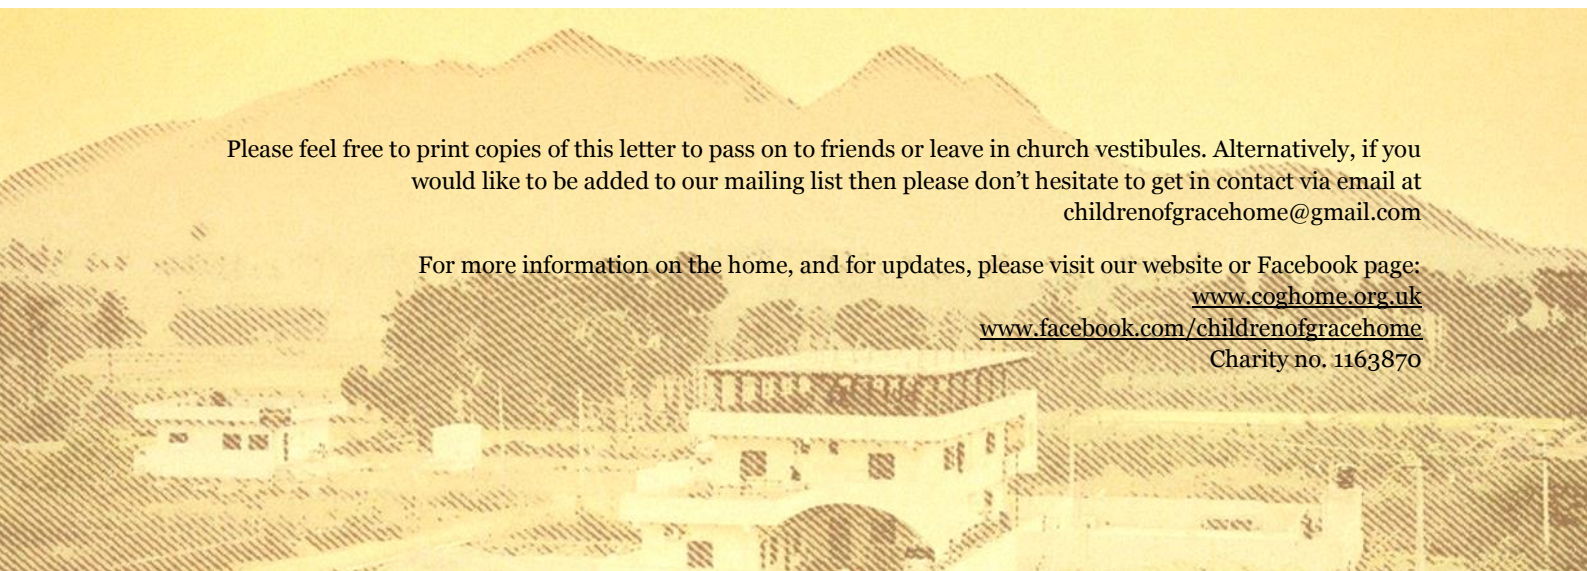 Please feel free to print copies of this letter to pass on to friends or leave in church vestibules. Alternatively, if you
would like to be added to our mailing list then please don’t hesitate to get in contact via email at
childrenofgracehome@gmail.com
For more information on the home, and for updates, please visit our website or Facebook page:
www.coghome.org.uk
www.facebook.com/childrenofgracehome
Charity no. 1163870